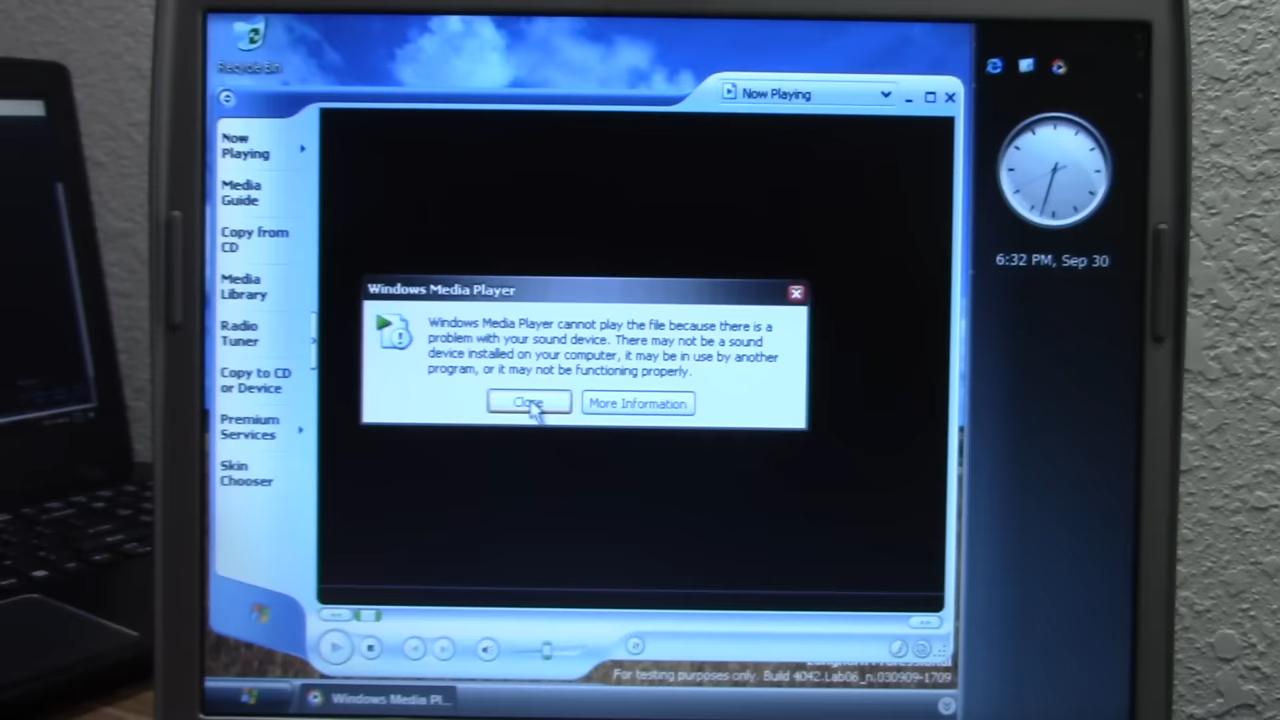 Recycle Bin
Now Playing
Now
Playing
Media
Guide
Copy from
CD
Media
Library
Radio
Tuner
Copy to CD
or Device
Premium
Services
Skin
Chooser
Windows Media Player
Windows Media Player cannot play the file because there is a
problem with your sound device. There may not be a sound
device installed on your computer, it may be in use by another
program, or it may not be functioning properly.
Close
More Information
6:32 PM, Sep 30
Longhorn Professional
For testing purposes only. Build 4042.Lab06_n.030909-1709
Windows Media Pl...